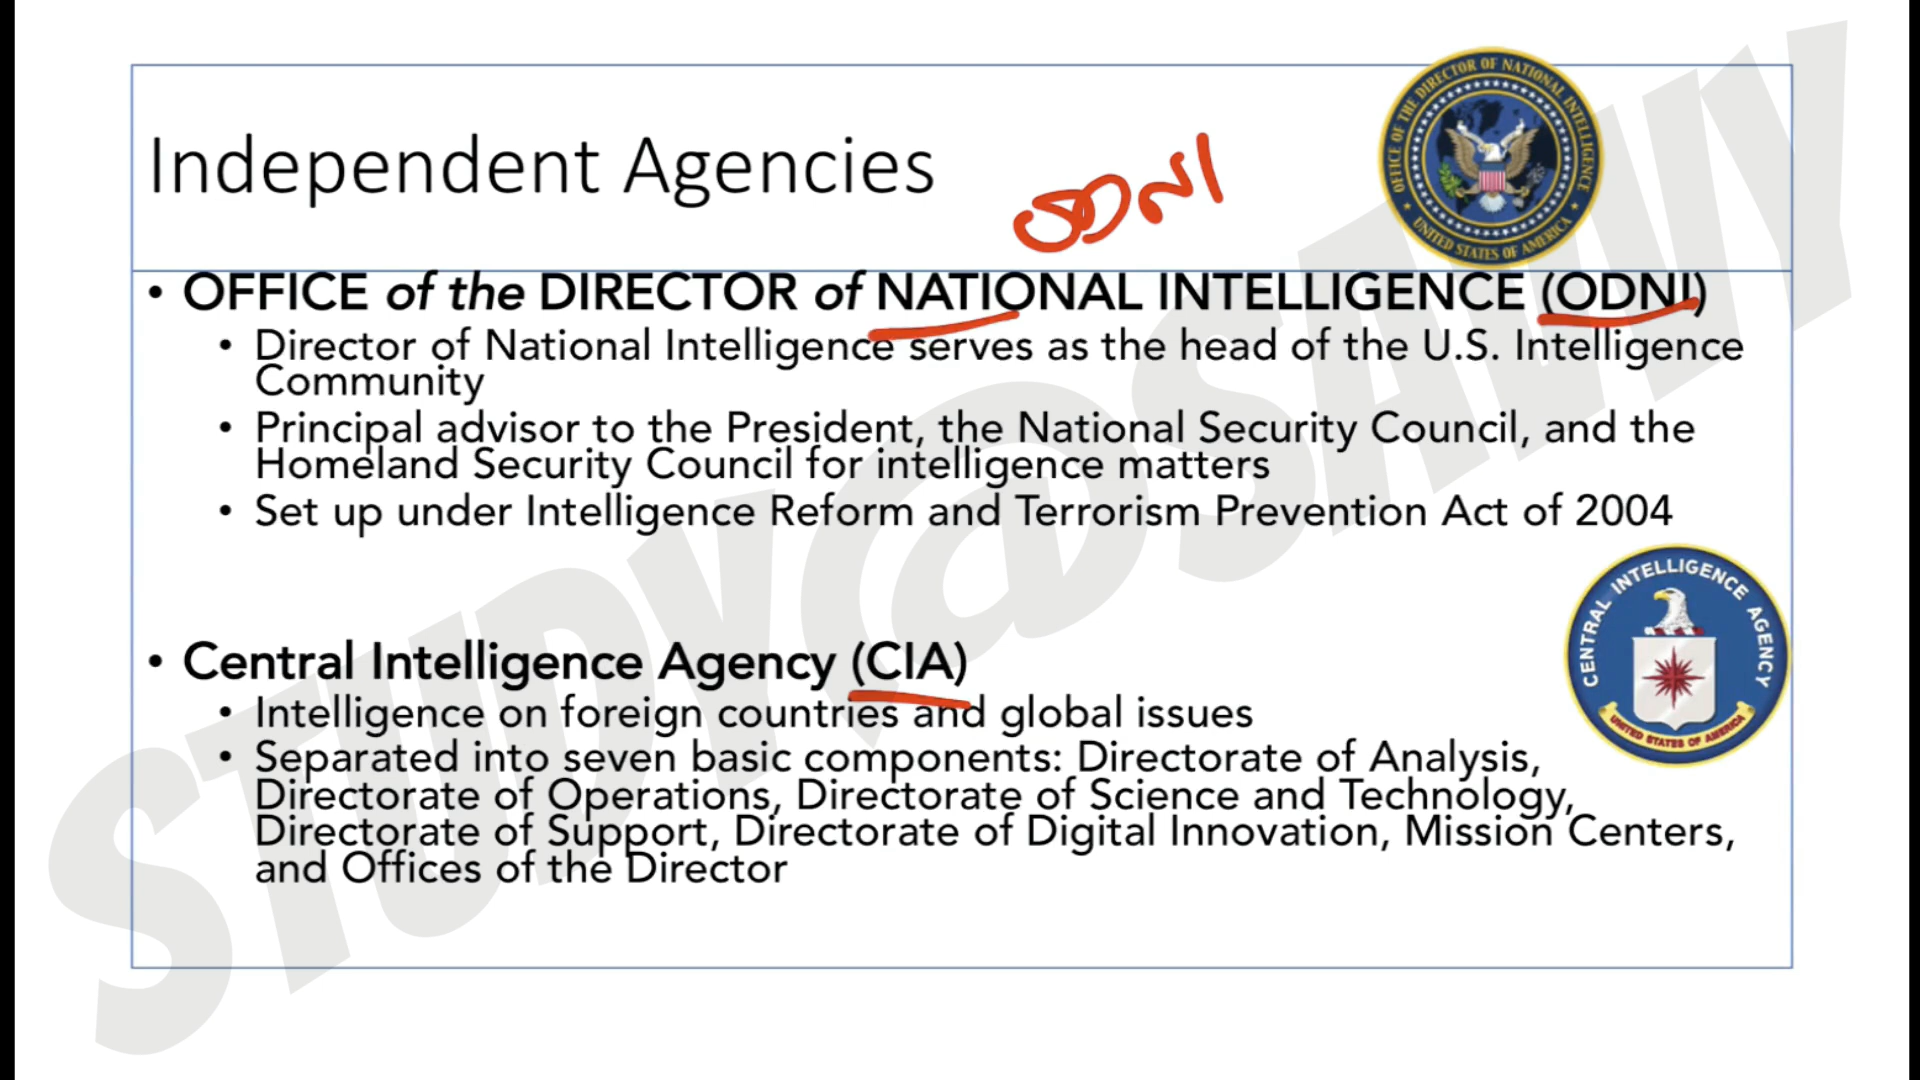 Independent Agencies
ODNI
OFFICE OF THE DIRECTOR OF NATIONAL INTELLIGENCE
UNITED STATES OF AMERICA
• OFFICE of the DIRECTOR of NATIONAL INTELLIGENCE (ODNI)
• Director of National Intelligence serves as the head of the U.S. Intelligence
Community
• Principal advisor to the President, the National Security Council, and the
Homeland Security Council for intelligence matters
• Set up under Intelligence Reform and Terrorism Prevention Act of 2004
CENTRAL INTELLIGENCE AGENCY
UNITED STATES OF AMERICA
• Central Intelligence Agency (CIA)
• Intelligence on foreign countries and global issues
• Separated into seven basic components: Directorate of Analysis,
Directorate of Operations, Directorate of Science and Technology,
Directorate of Support, Directorate of Digital Innovation, Mission Centers,
and Offices of the Director
STUDY@SAVVY